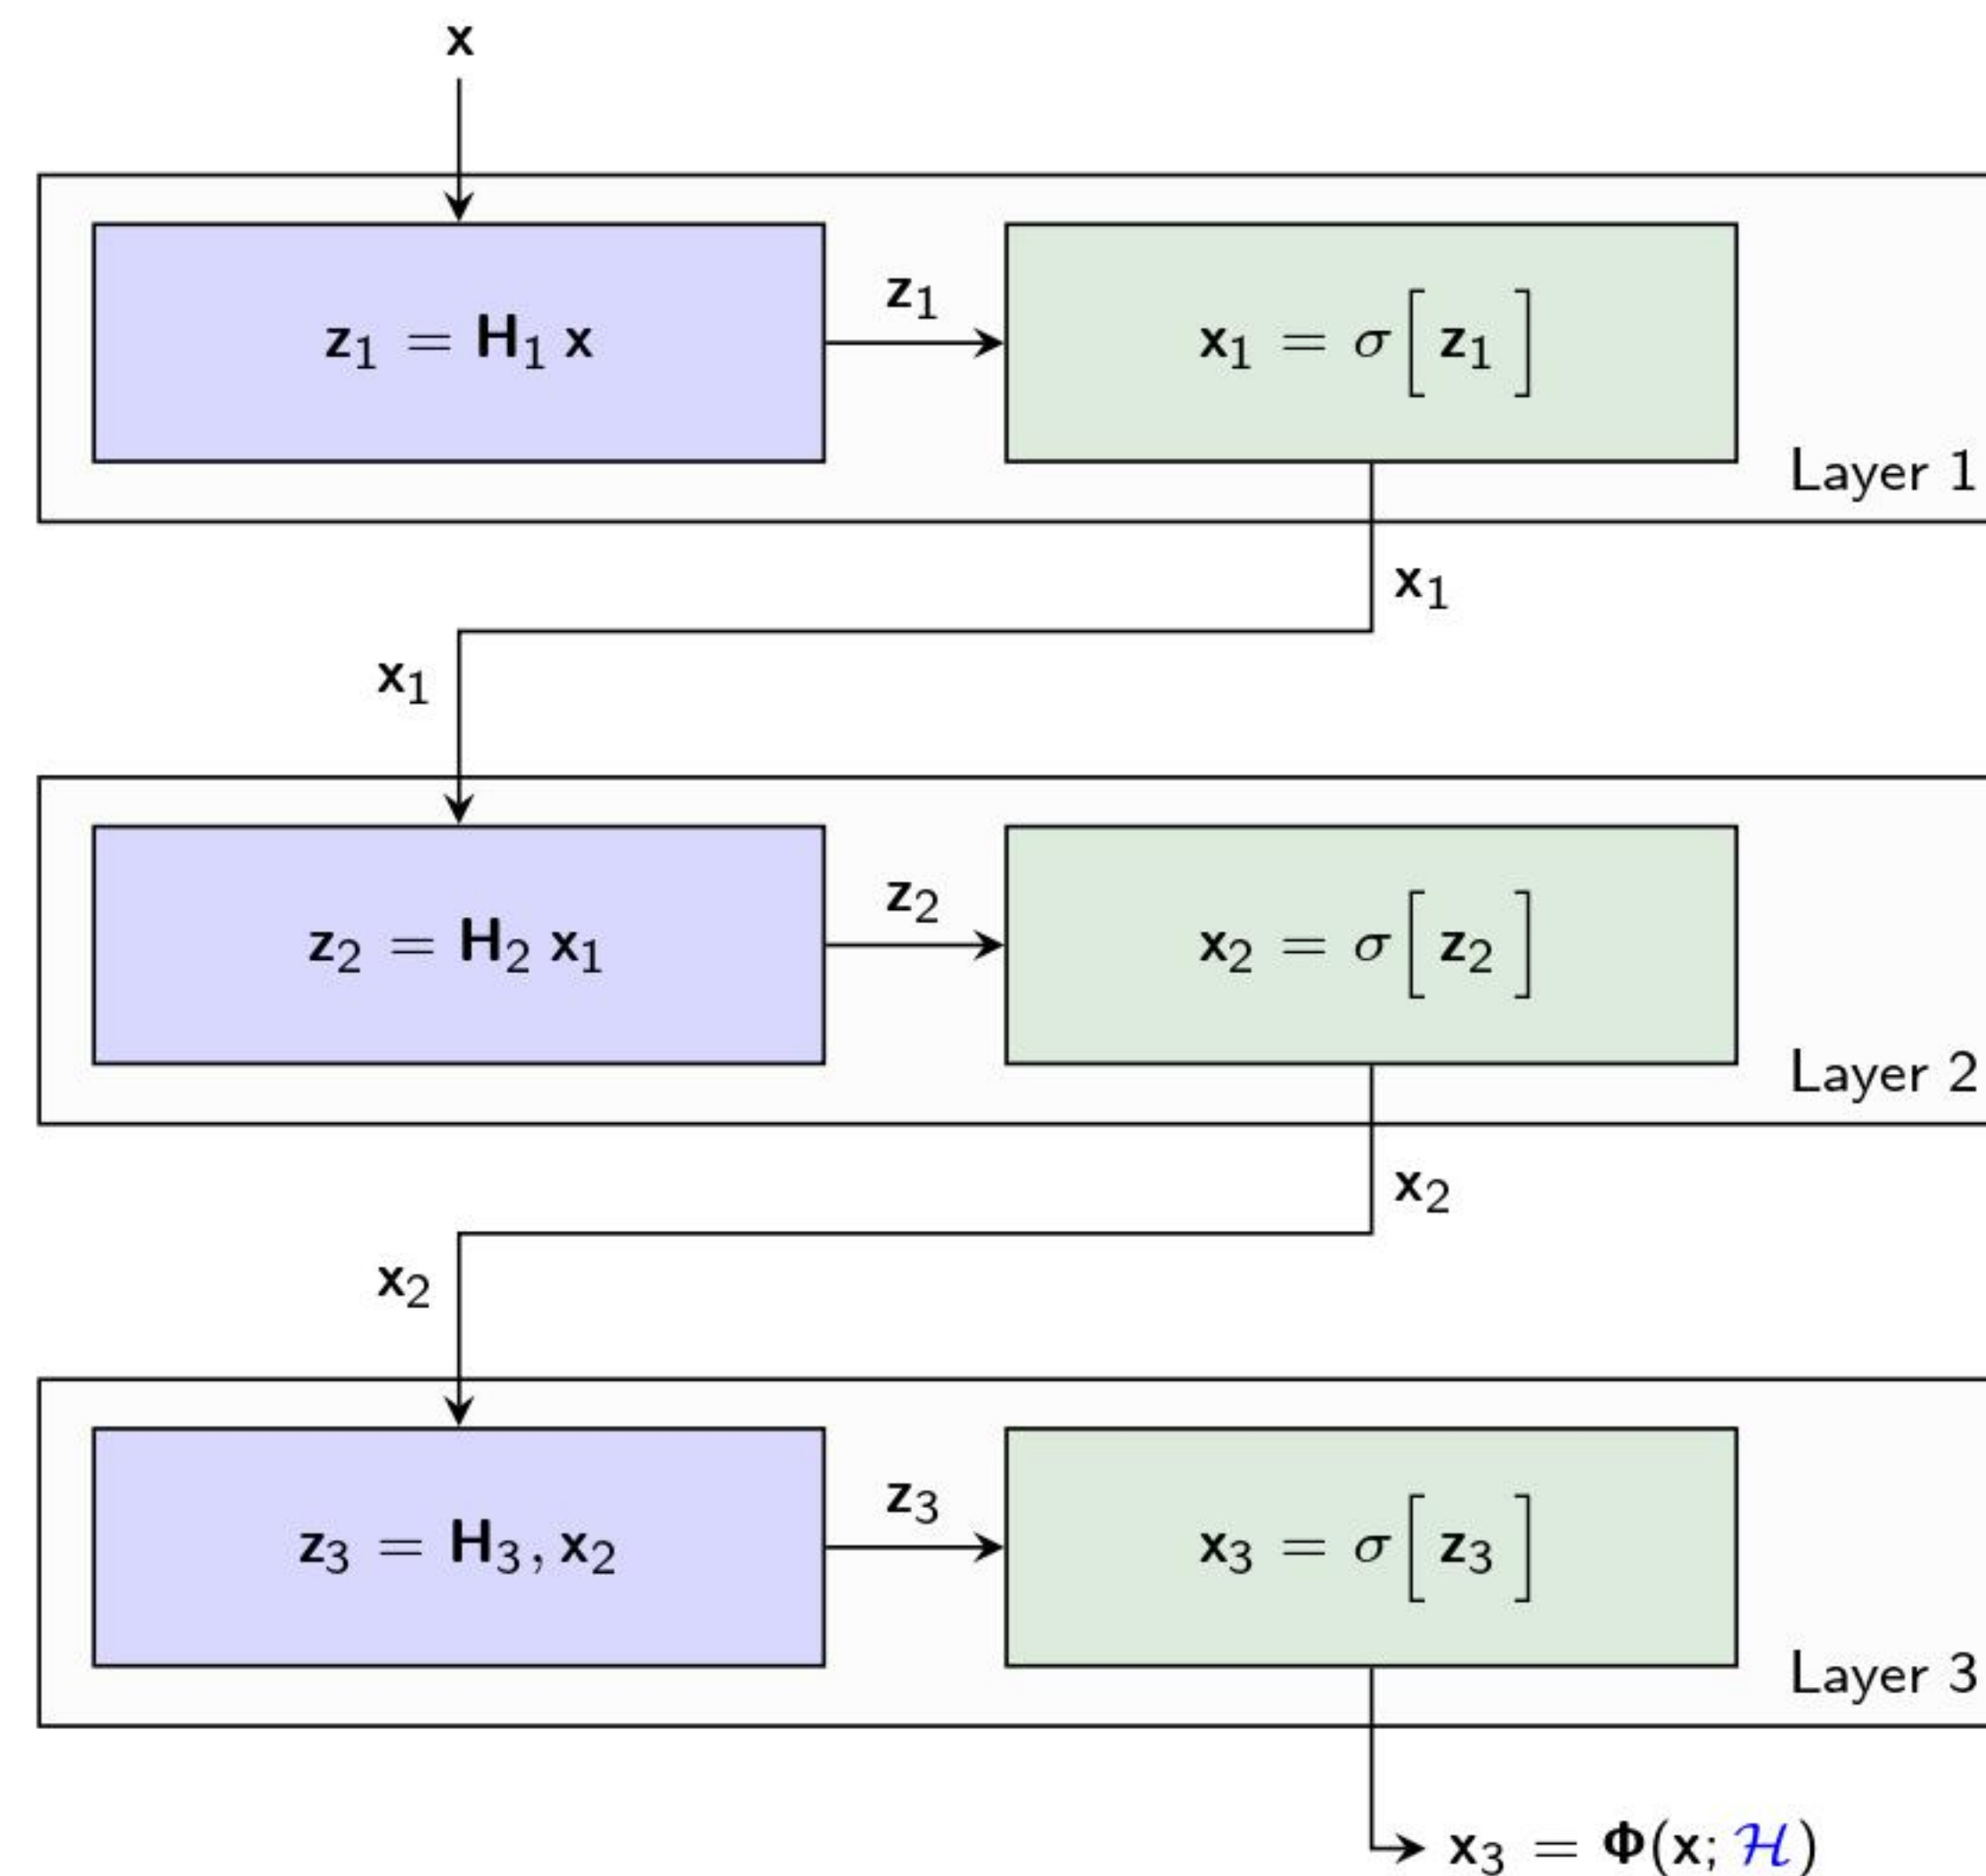 x
z₁ = H₁ x
z₁
x₁ = σ[ z₁ ]
Layer 1
x₁
x₁
z₂ = H₂ x₁
z₂
x₂ = σ[ z₂ ]
Layer 2
x₂
x₂
z₃ = H₃, x₂
z₃
x₃ = σ[ z₃ ]
Layer 3
x₃ = Φ(x; ℋ)